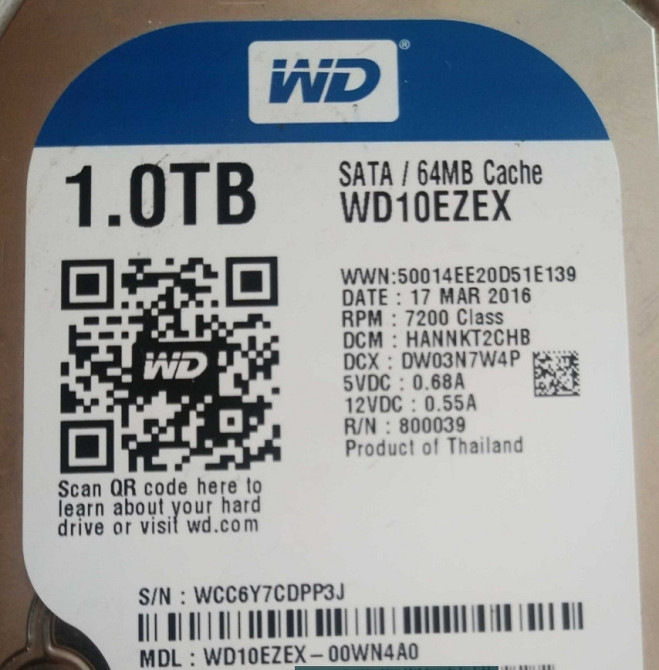 WD®
1.0TB
SATA / 64MB Cache
WD10EZEX
WWN:50014EE20D51E139
DATE : 17 MAR 2016
RPM : 7200 Class
DCM : HANNKT2CHB
DCX : DW03N7W4P
5VDC : 0.68A
12VDC : 0.55A
R/N : 800039
Product of Thailand
WD
Scan QR code here to
learn about your hard
drive or visit wd.com
S/N : WCC6Y7CDPP3J
MDL : WD10EZEX-00WN4A0